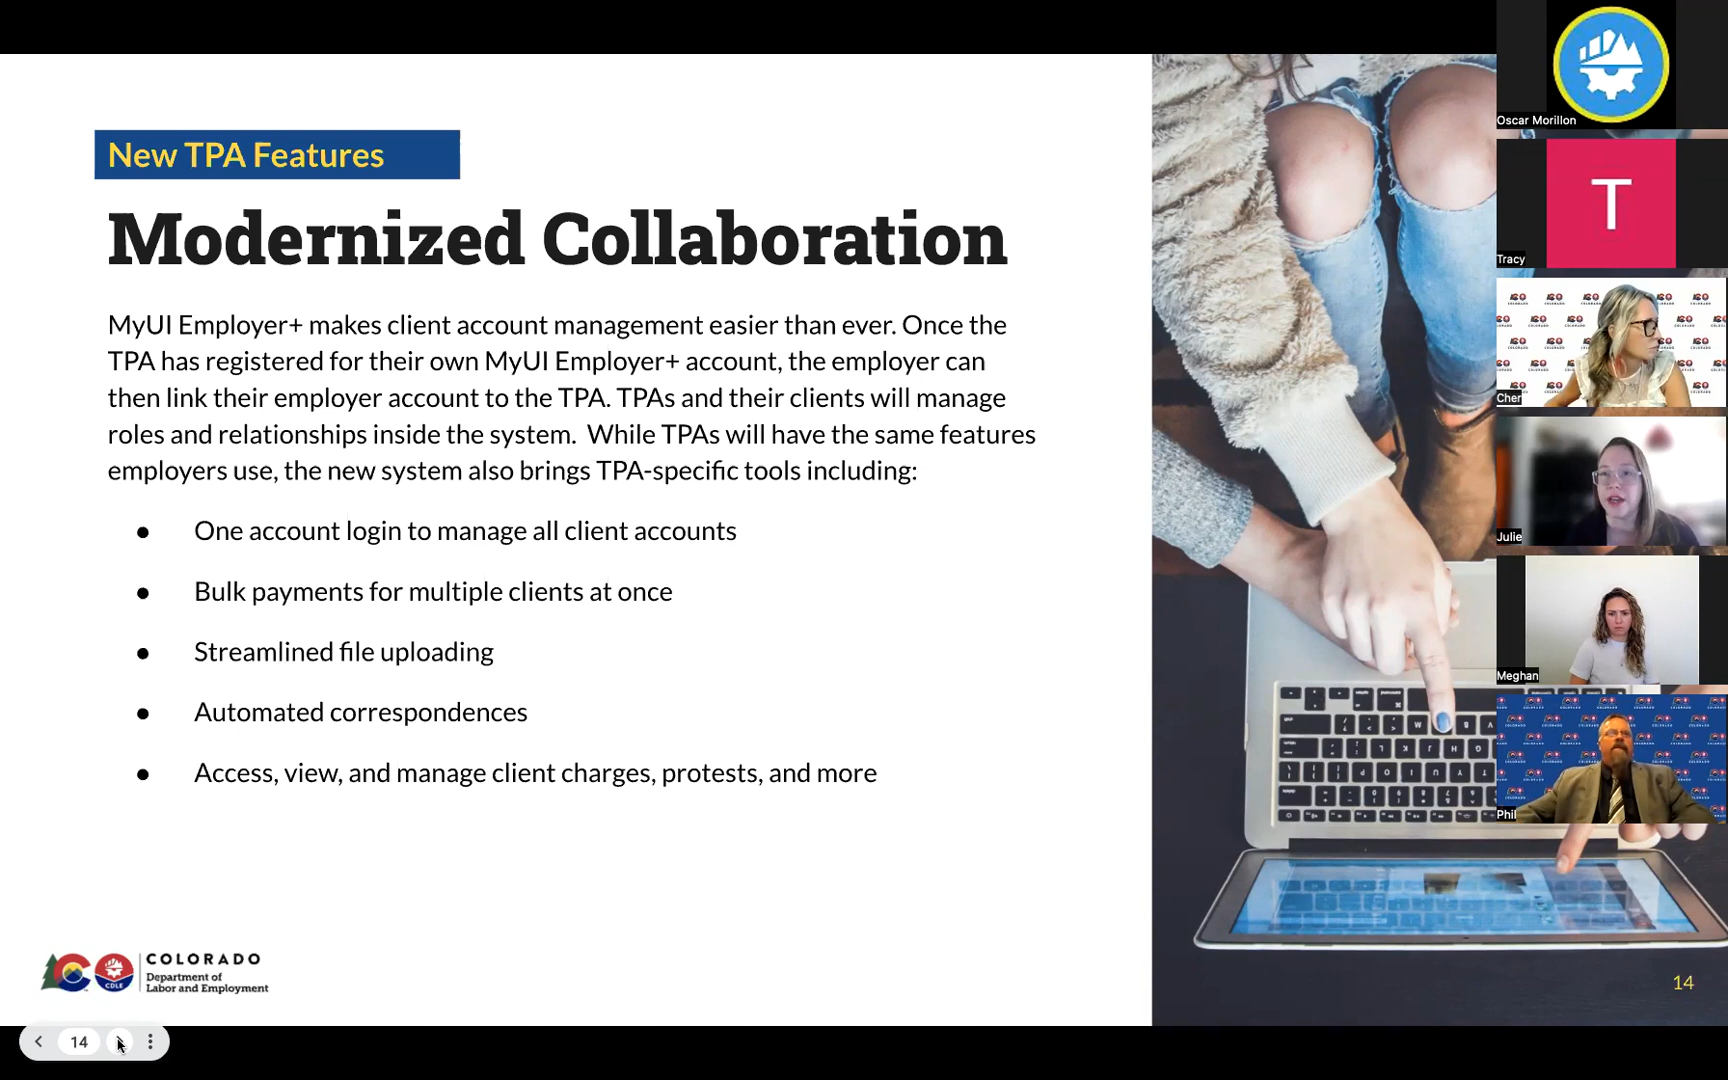 New TPA Features
Modernized Collaboration
MyUI Employer+ makes client account management easier than ever. Once the
TPA has registered for their own MyUI Employer+ account, the employer can
then link their employer account to the TPA. TPAs and their clients will manage
roles and relationships inside the system.  While TPAs will have the same features
employers use, the new system also brings TPA-specific tools including:
● One account login to manage all client accounts
● Bulk payments for multiple clients at once
● Streamlined file uploading
● Automated correspondences
● Access, view, and manage client charges, protests, and more
CDLE
COLORADO
Department of
Labor and Employment
14
14
Oscar Morillon
T
Tracy
Cher
Julie
Meghan
Phil